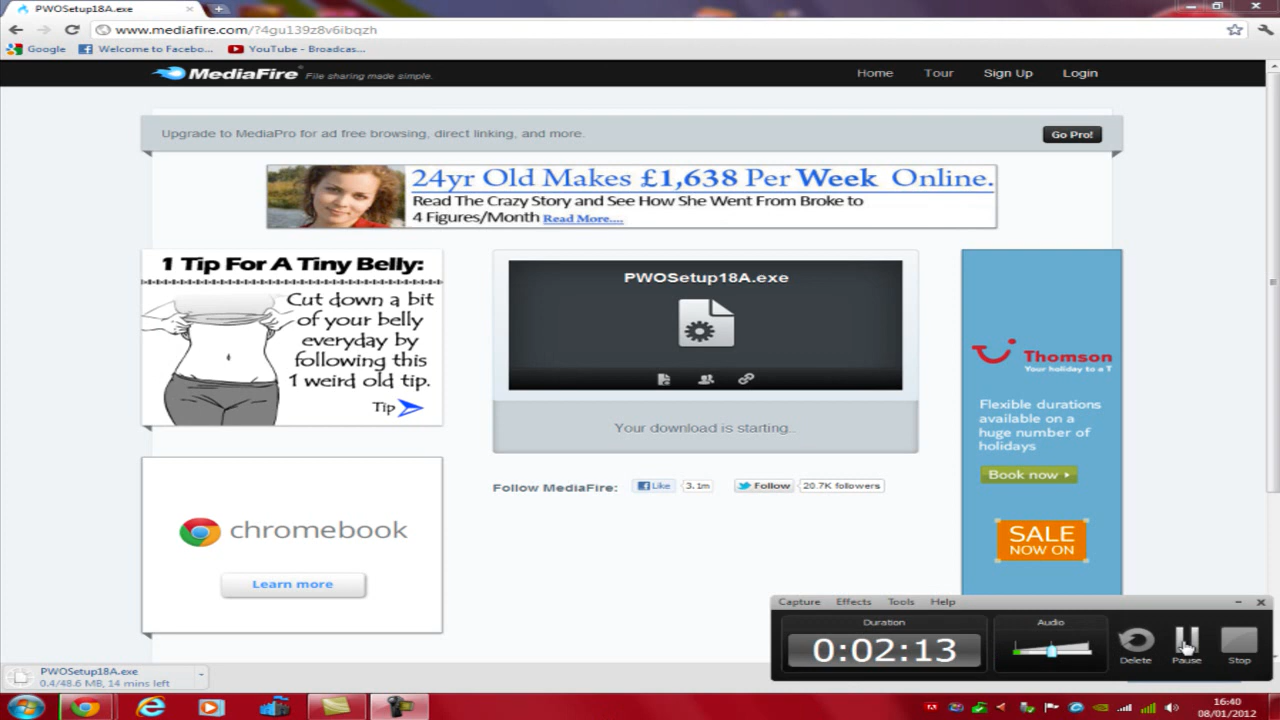 PWOSetup18A.exe
www.mediafire.com/?4gu139z8v6ibqzh
Google
Welcome to Facebo...
YouTube - Broadcas...
MediaFire File sharing made simple.
Home
Tour
Sign Up
Login
Upgrade to MediaPro for ad free browsing, direct linking, and more.
Go Pro!
24yr Old Makes £1,638 Per Week Online.
Read The Crazy Story and See How She Went From Broke to
4 Figures/Month Read More....
1 Tip For A Tiny Belly:
Cut down a bit
of your belly
everyday by
following this
1 weird old tip.
Tip
PWOSetup18A.exe
Your download is starting..
Follow MediaFire:
Like
3.1m
Follow
20.7K followers
Thomson
Your holiday to a T
Flexible durations
available on a
huge number of
holidays
Book now
SALE
NOW ON
chromebook
Learn more
Capture
Effects
Tools
Help
Duration
0:02:13
Audio
Delete
Pause
Stop
PWOSetup18A.exe
0.4/48.6 MB, 14 mins left
16:40
08/01/2012